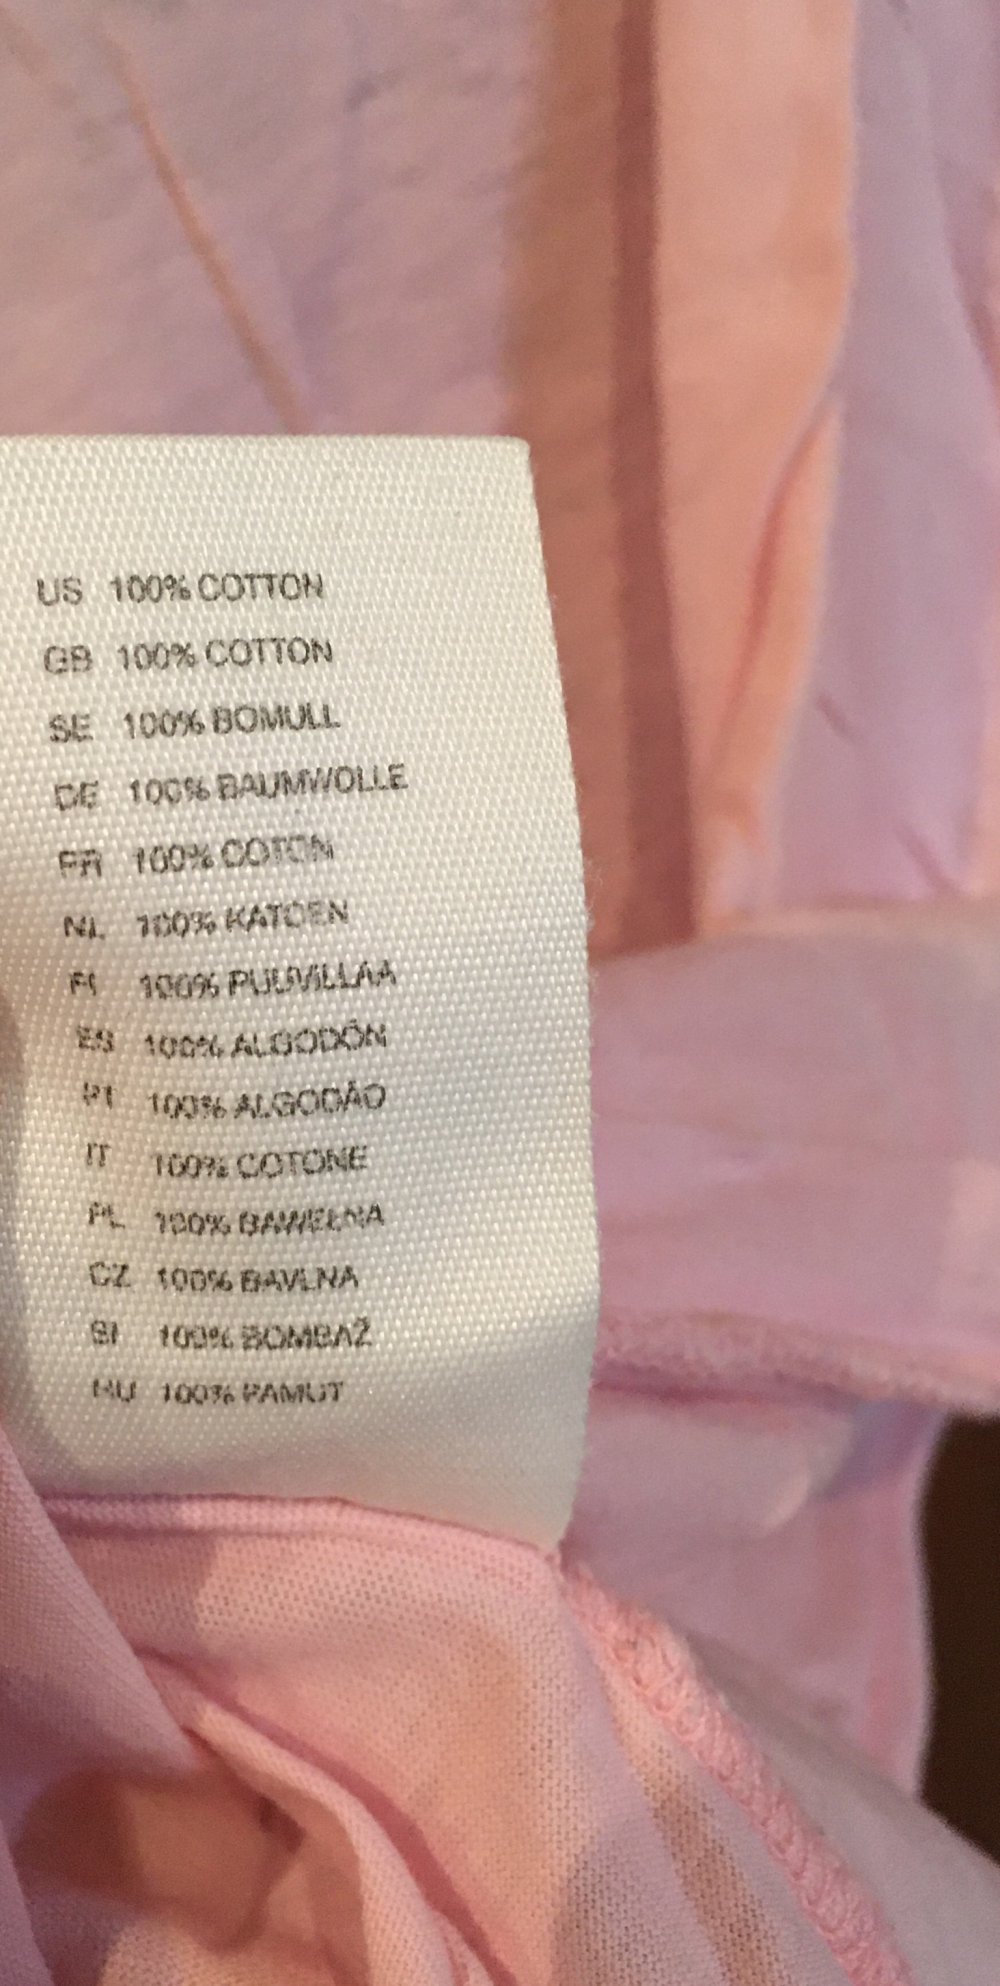 US 100% COTTON
GB 100% COTTON
SE 100% BOMULL
DE 100% BAUMWOLLE
FR 100% COTON
NL 100% KATOEN
FI 100% PUUVILLAA
ES 100% ALGODÓN
PT 100% ALGODÃO
IT 100% COTONE
PL 100% BAWEŁNA
CZ 100% BAVLNA
SI 100% BOMBAŽ
HU 100% PAMUT